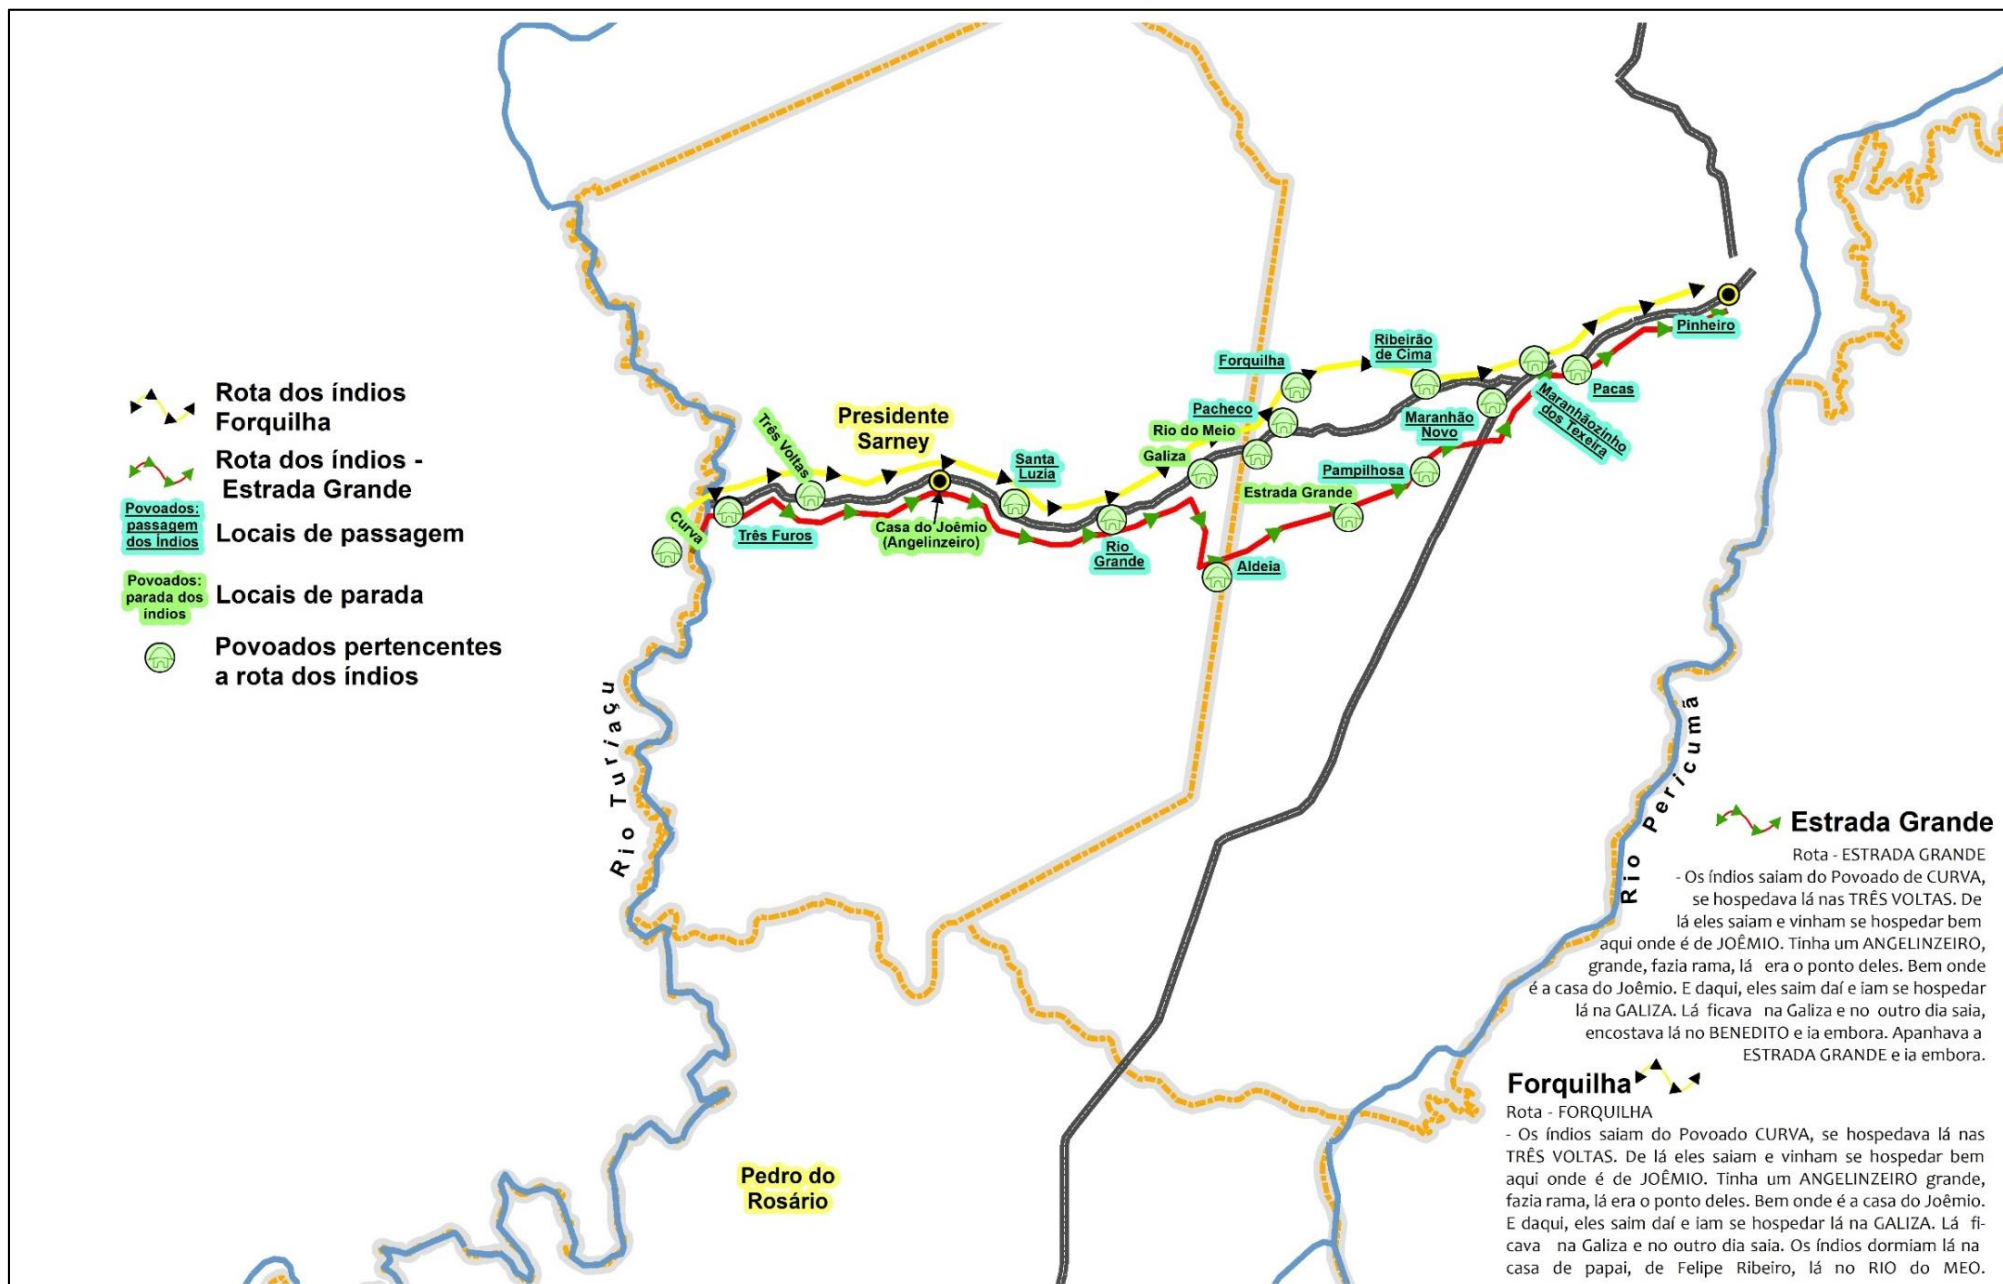 Rota dos índios
Forquilha
Rota dos índios -
Estrada Grande
Povoados:
passagem
dos Índios
Locais de passagem
Povoados:
parada dos
índios
Locais de parada
Povoados pertencentes
a rota dos índios
Presidente
Sarney
Três Voltas
Curva
Três Furos
Casa do Joêmio
(Angelinzeiro)
Santa
Luzia
Rio
Grande
Galiza
Rio do Meio
Pacheco
Forquilha
Ribeirão
de Cima
Aldeia
Estrada Grande
Pampilhosa
Maranhão
Novo
Maranhãozinho
dos Texeira
Pacas
Pinheiro
Rio Turiaçu
Rio Pericumã
Pedro do
Rosário
Estrada Grande
Rota - ESTRADA GRANDE
- Os índios saiam do Povoado de CURVA,
se hospedava lá nas TRÊS VOLTAS. De
lá eles saiam e vinham se hospedar bem
aqui onde é de JOÊMIO. Tinha um ANGELINZEIRO,
grande, fazia rama, lá era o ponto deles. Bem onde
é a casa do Joêmio. E daqui, eles saim daí e iam se hospedar
lá na GALIZA. Lá ficava na Galiza e no outro dia saia,
encostava lá no BENEDITO e ia embora. Apanhava a
ESTRADA GRANDE e ia embora.
Forquilha
Rota - FORQUILHA
- Os índios saiam do Povoado CURVA, se hospedava lá nas
TRÊS VOLTAS. De lá eles saiam e vinham se hospedar bem
aqui onde é de JOÊMIO. Tinha um ANGELINZEIRO grande,
fazia rama, lá era o ponto deles. Bem onde é a casa do Joêmio.
E daqui, eles saim daí e iam se hospedar lá na GALIZA. Lá fi-
cava na Galiza e no outro dia saia. Os índios dormiam lá na
casa de papai, de Felipe Ribeiro, lá no RIO do MEO.